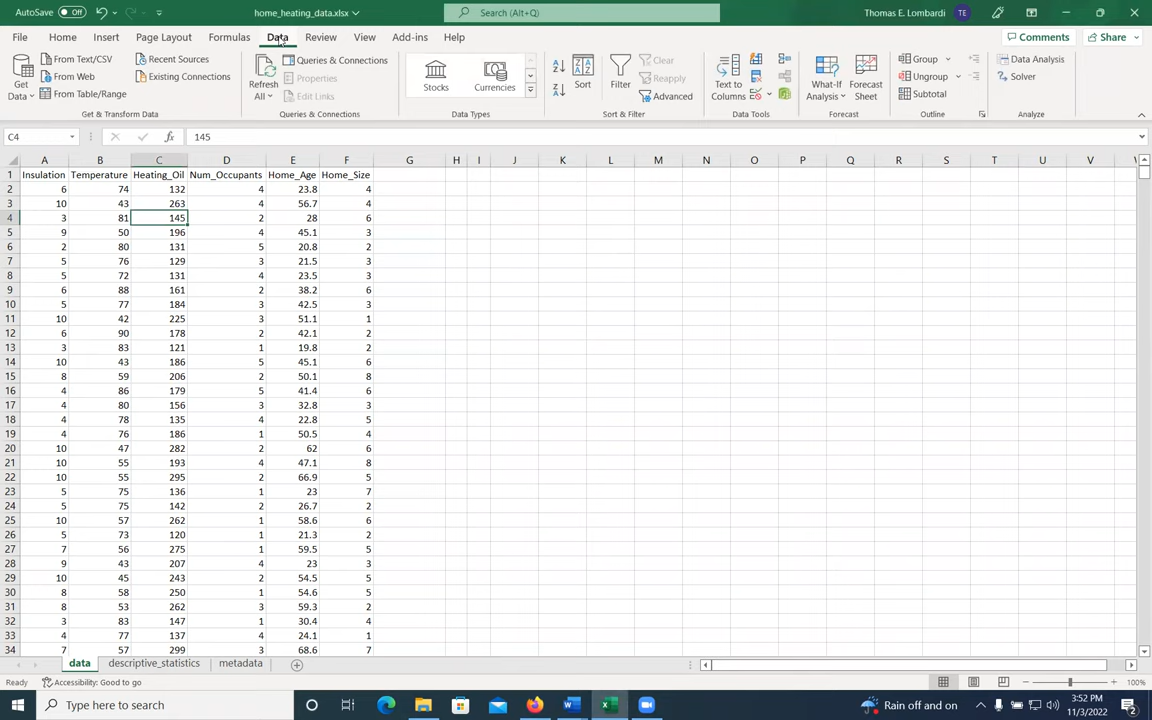 AutoSave Off home_heating_data.xlsx Search (Alt+Q) Thomas E. Lombardi TE
File Home Insert Page Layout Formulas Data Review View Add-ins Help Comments Share
Get Data
From Text/CSV
From Web
From Table/Range
Recent Sources
Existing Connections
Get & Transform Data
Refresh All
Queries & Connections
Properties
Edit Links
Queries & Connections
Stocks Currencies
Data Types
Sort
Filter
Clear
Reapply
Advanced
Sort & Filter
Text to Columns
Data Tools
What-If Analysis
Forecast Sheet
Forecast
Group
Ungroup
Subtotal
Outline
Data Analysis
Solver
Analyze
C4 fx 145
A B C D E F G H I J K L M N O P Q R S T U V
1 Insulation Temperature Heating_Oil Num_Occupants Home_Age Home_Size
2 6 74 132 4 23.8 4
3 10 43 263 4 56.7 4
4 3 81 145 2 28 6
5 9 50 196 4 45.1 3
6 2 80 131 5 20.8 2
7 5 76 129 3 21.5 3
8 5 72 131 4 23.5 3
9 6 88 161 2 38.2 6
10 5 77 184 3 42.5 3
11 10 42 225 3 51.1 1
12 6 90 178 2 42.1 2
13 3 83 121 1 19.8 2
14 10 43 186 5 45.1 6
15 8 59 206 2 50.1 8
16 4 86 179 5 41.4 6
17 4 80 156 3 32.8 3
18 4 78 135 4 22.8 5
19 4 76 186 1 50.5 4
20 10 47 282 2 62 6
21 10 55 193 4 47.1 8
22 10 55 295 2 66.9 5
23 5 75 136 1 23 7
24 5 75 142 2 26.7 2
25 10 57 262 1 58.6 6
26 5 73 120 1 21.3 2
27 7 56 275 1 59.5 5
28 9 43 207 4 23 3
29 10 45 243 2 54.5 5
30 8 58 250 1 54.6 5
31 8 53 262 3 59.3 2
32 3 83 147 1 30.4 4
33 4 77 137 4 24.1 1
34 7 57 299 3 68.6 7
data descriptive_statistics metadata
Ready Accessibility: Good to go 100%
Type here to search Rain off and on 3:52 PM
11/3/2022 2